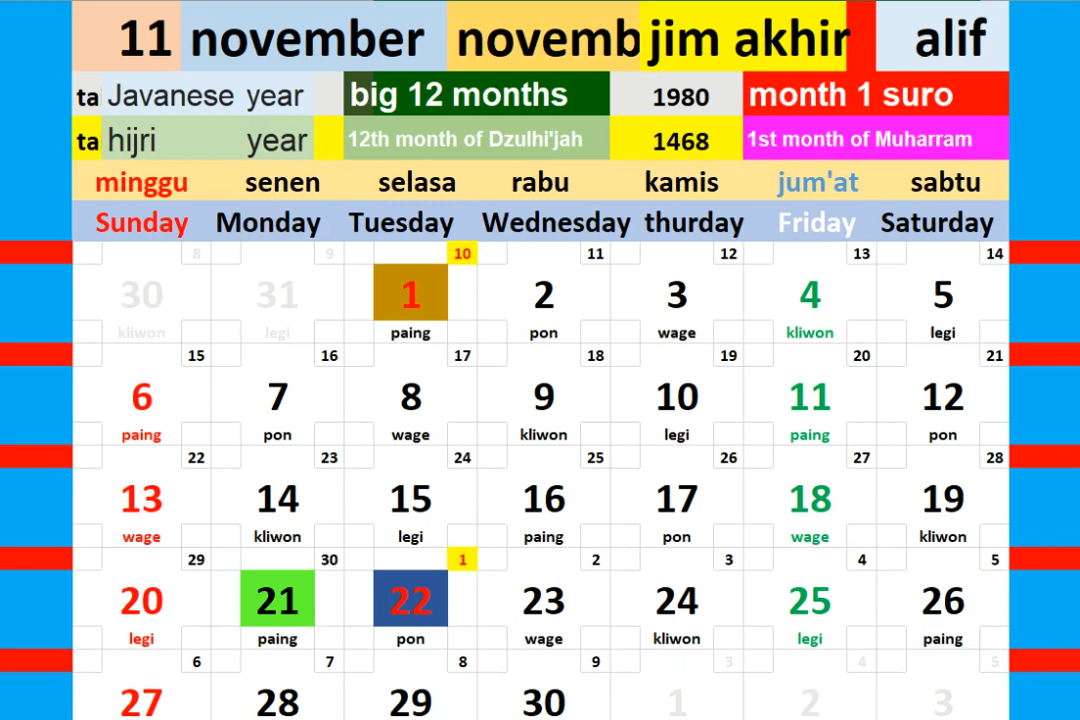 11 november novemb jim akhir alif
ta Javanese year big 12 months 1980 month 1 suro
ta hijri year 12th month of Dzulhi'jah 1468 1st month of Muharram
minggu senen selasa rabu kamis jum'at sabtu
Sunday Monday Tuesday Wednesday thurday Friday Saturday
8 9 10 11 12 13 14
30 31 1 2 3 4 5
kliwon legi paing pon wage kliwon legi
15 16 17 18 19 20 21
6 7 8 9 10 11 12
paing pon wage kliwon legi paing pon
22 23 24 25 26 27 28
13 14 15 16 17 18 19
wage kliwon legi paing pon wage kliwon
29 30 1 2 3 4 5
20 21 22 23 24 25 26
legi paing pon wage kliwon legi paing
6 7 8 9 3 4 5
27 28 29 30 1 2 3